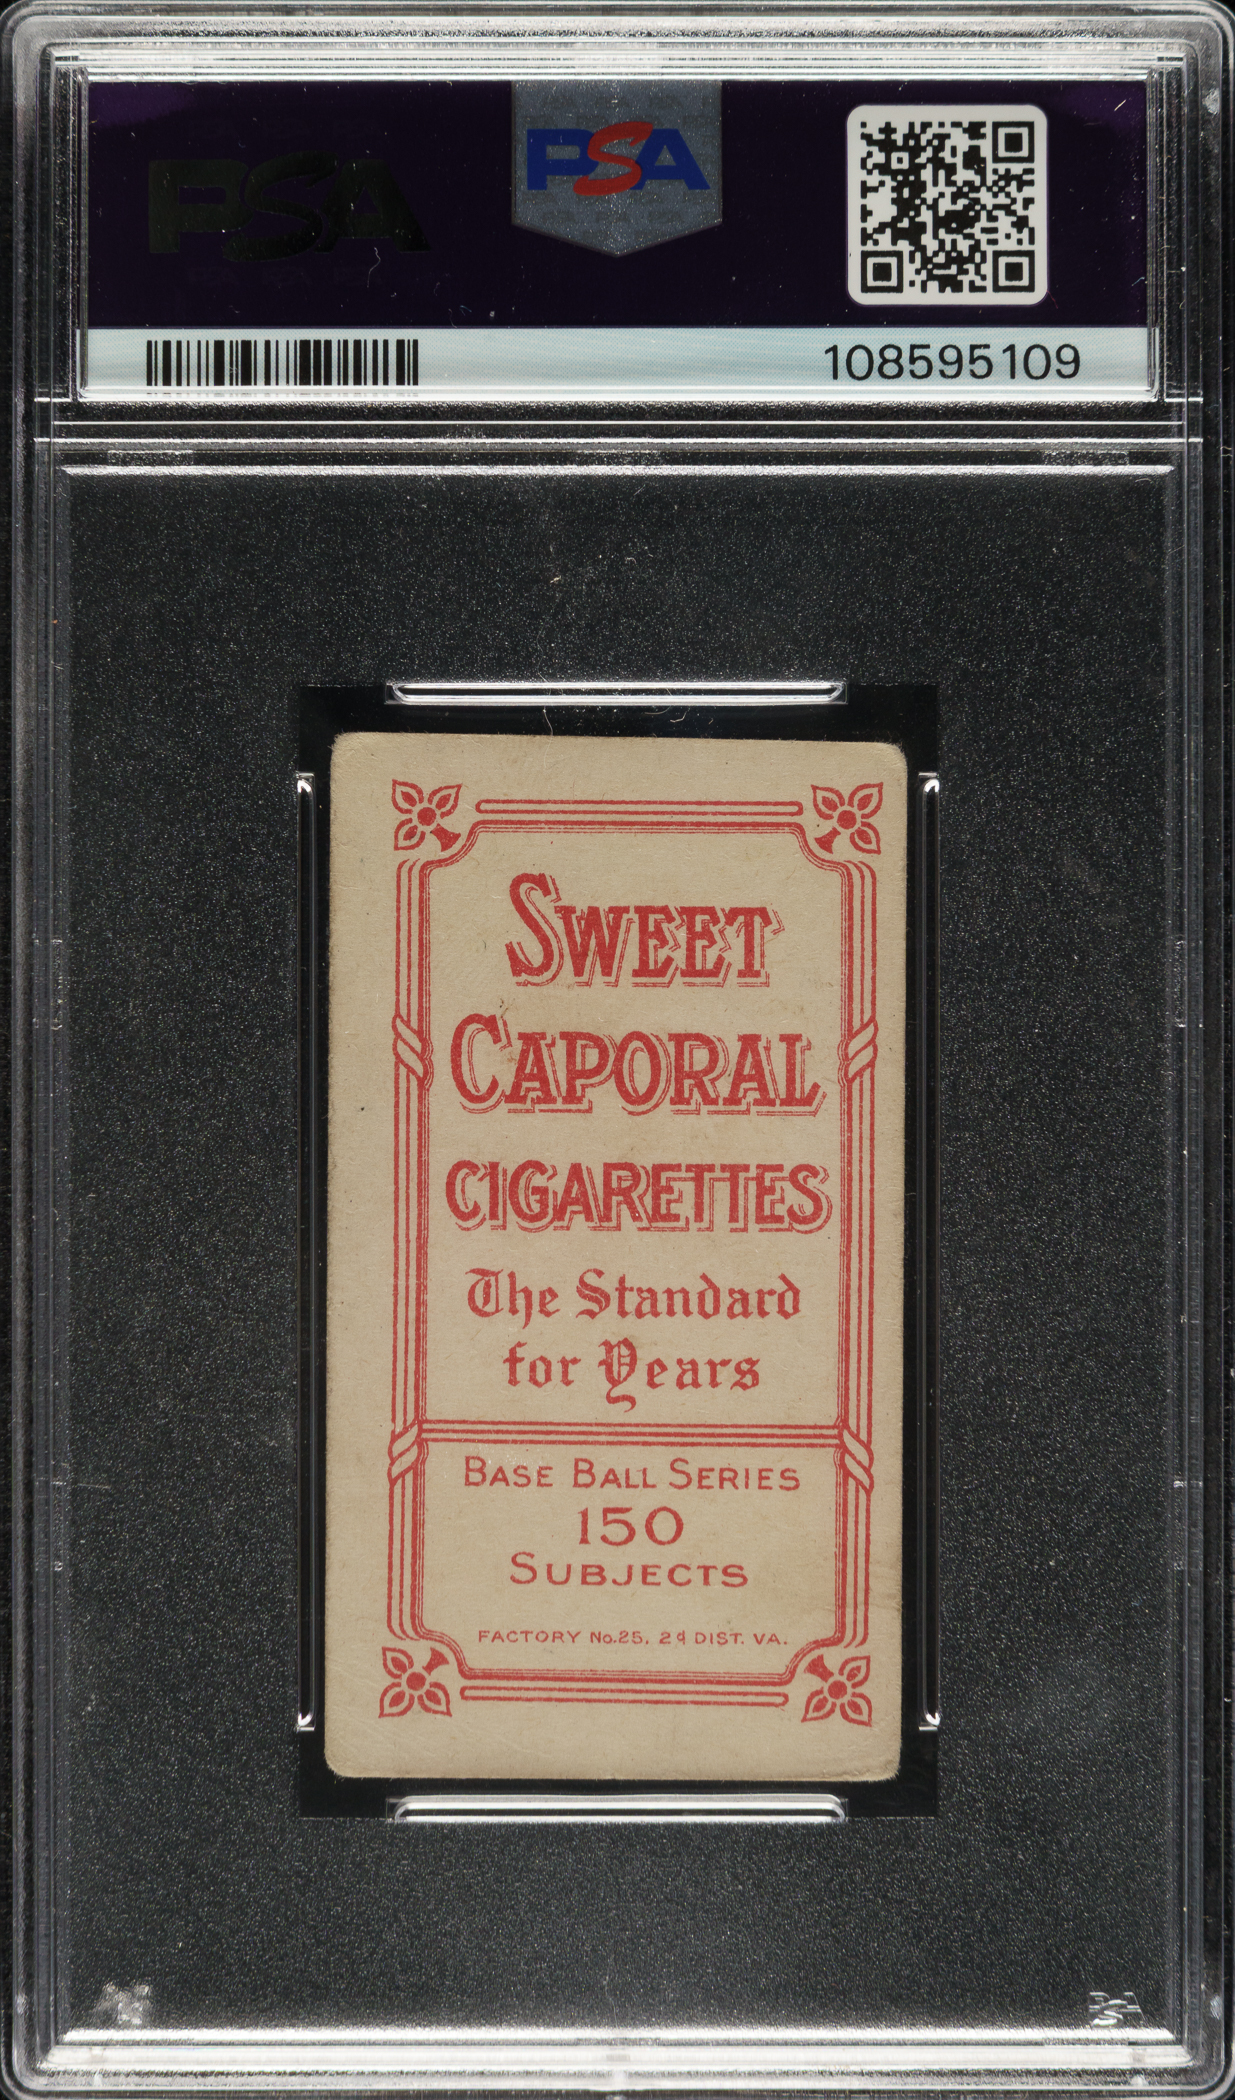 PSA
PSA
108595109
SWEET
CAPORAL
CIGARETTES
The Standard
for Years
BASE BALL SERIES
150
SUBJECTS
FACTORY No.25, 2d DIST. VA.
PSA